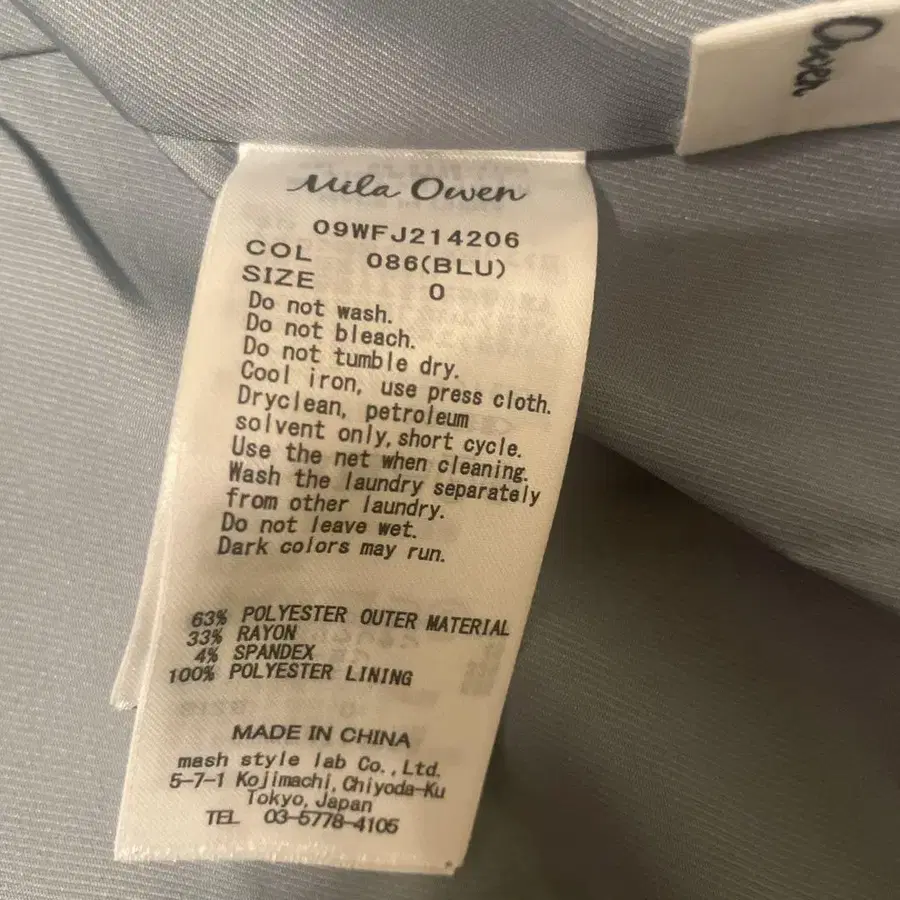 Owen
Mila Owen
09WFJ214206
COL 086(BLU)
SIZE 0
Do not wash.
Do not bleach.
Do not tumble dry.
Cool iron, use press cloth.
Dryclean, petroleum
solvent only, short cycle.
Use the net when cleaning.
Wash the laundry separately
from other laundry.
Do not leave wet.
Dark colors may run.
63% POLYESTER OUTER MATERIAL
33% RAYON
4% SPANDEX
100% POLYESTER LINING
MADE IN CHINA
mash style lab Co., Ltd.
5-7-1 Kojimachi, Chiyoda-Ku
Tokyo, Japan
TEL 03-5778-4105